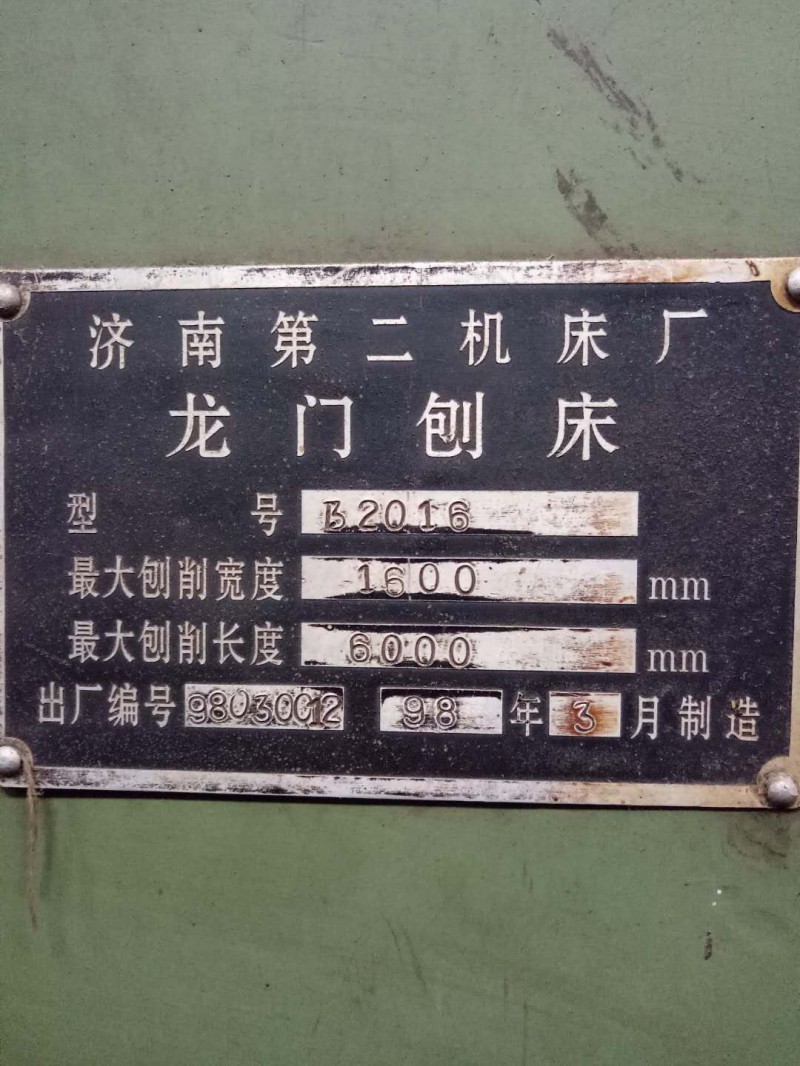 济南第二机床厂
龙门刨床
型号 B2016
最大刨削宽度 1600 mm
最大刨削长度 6000 mm
出厂编号 98030012 98年3月制造